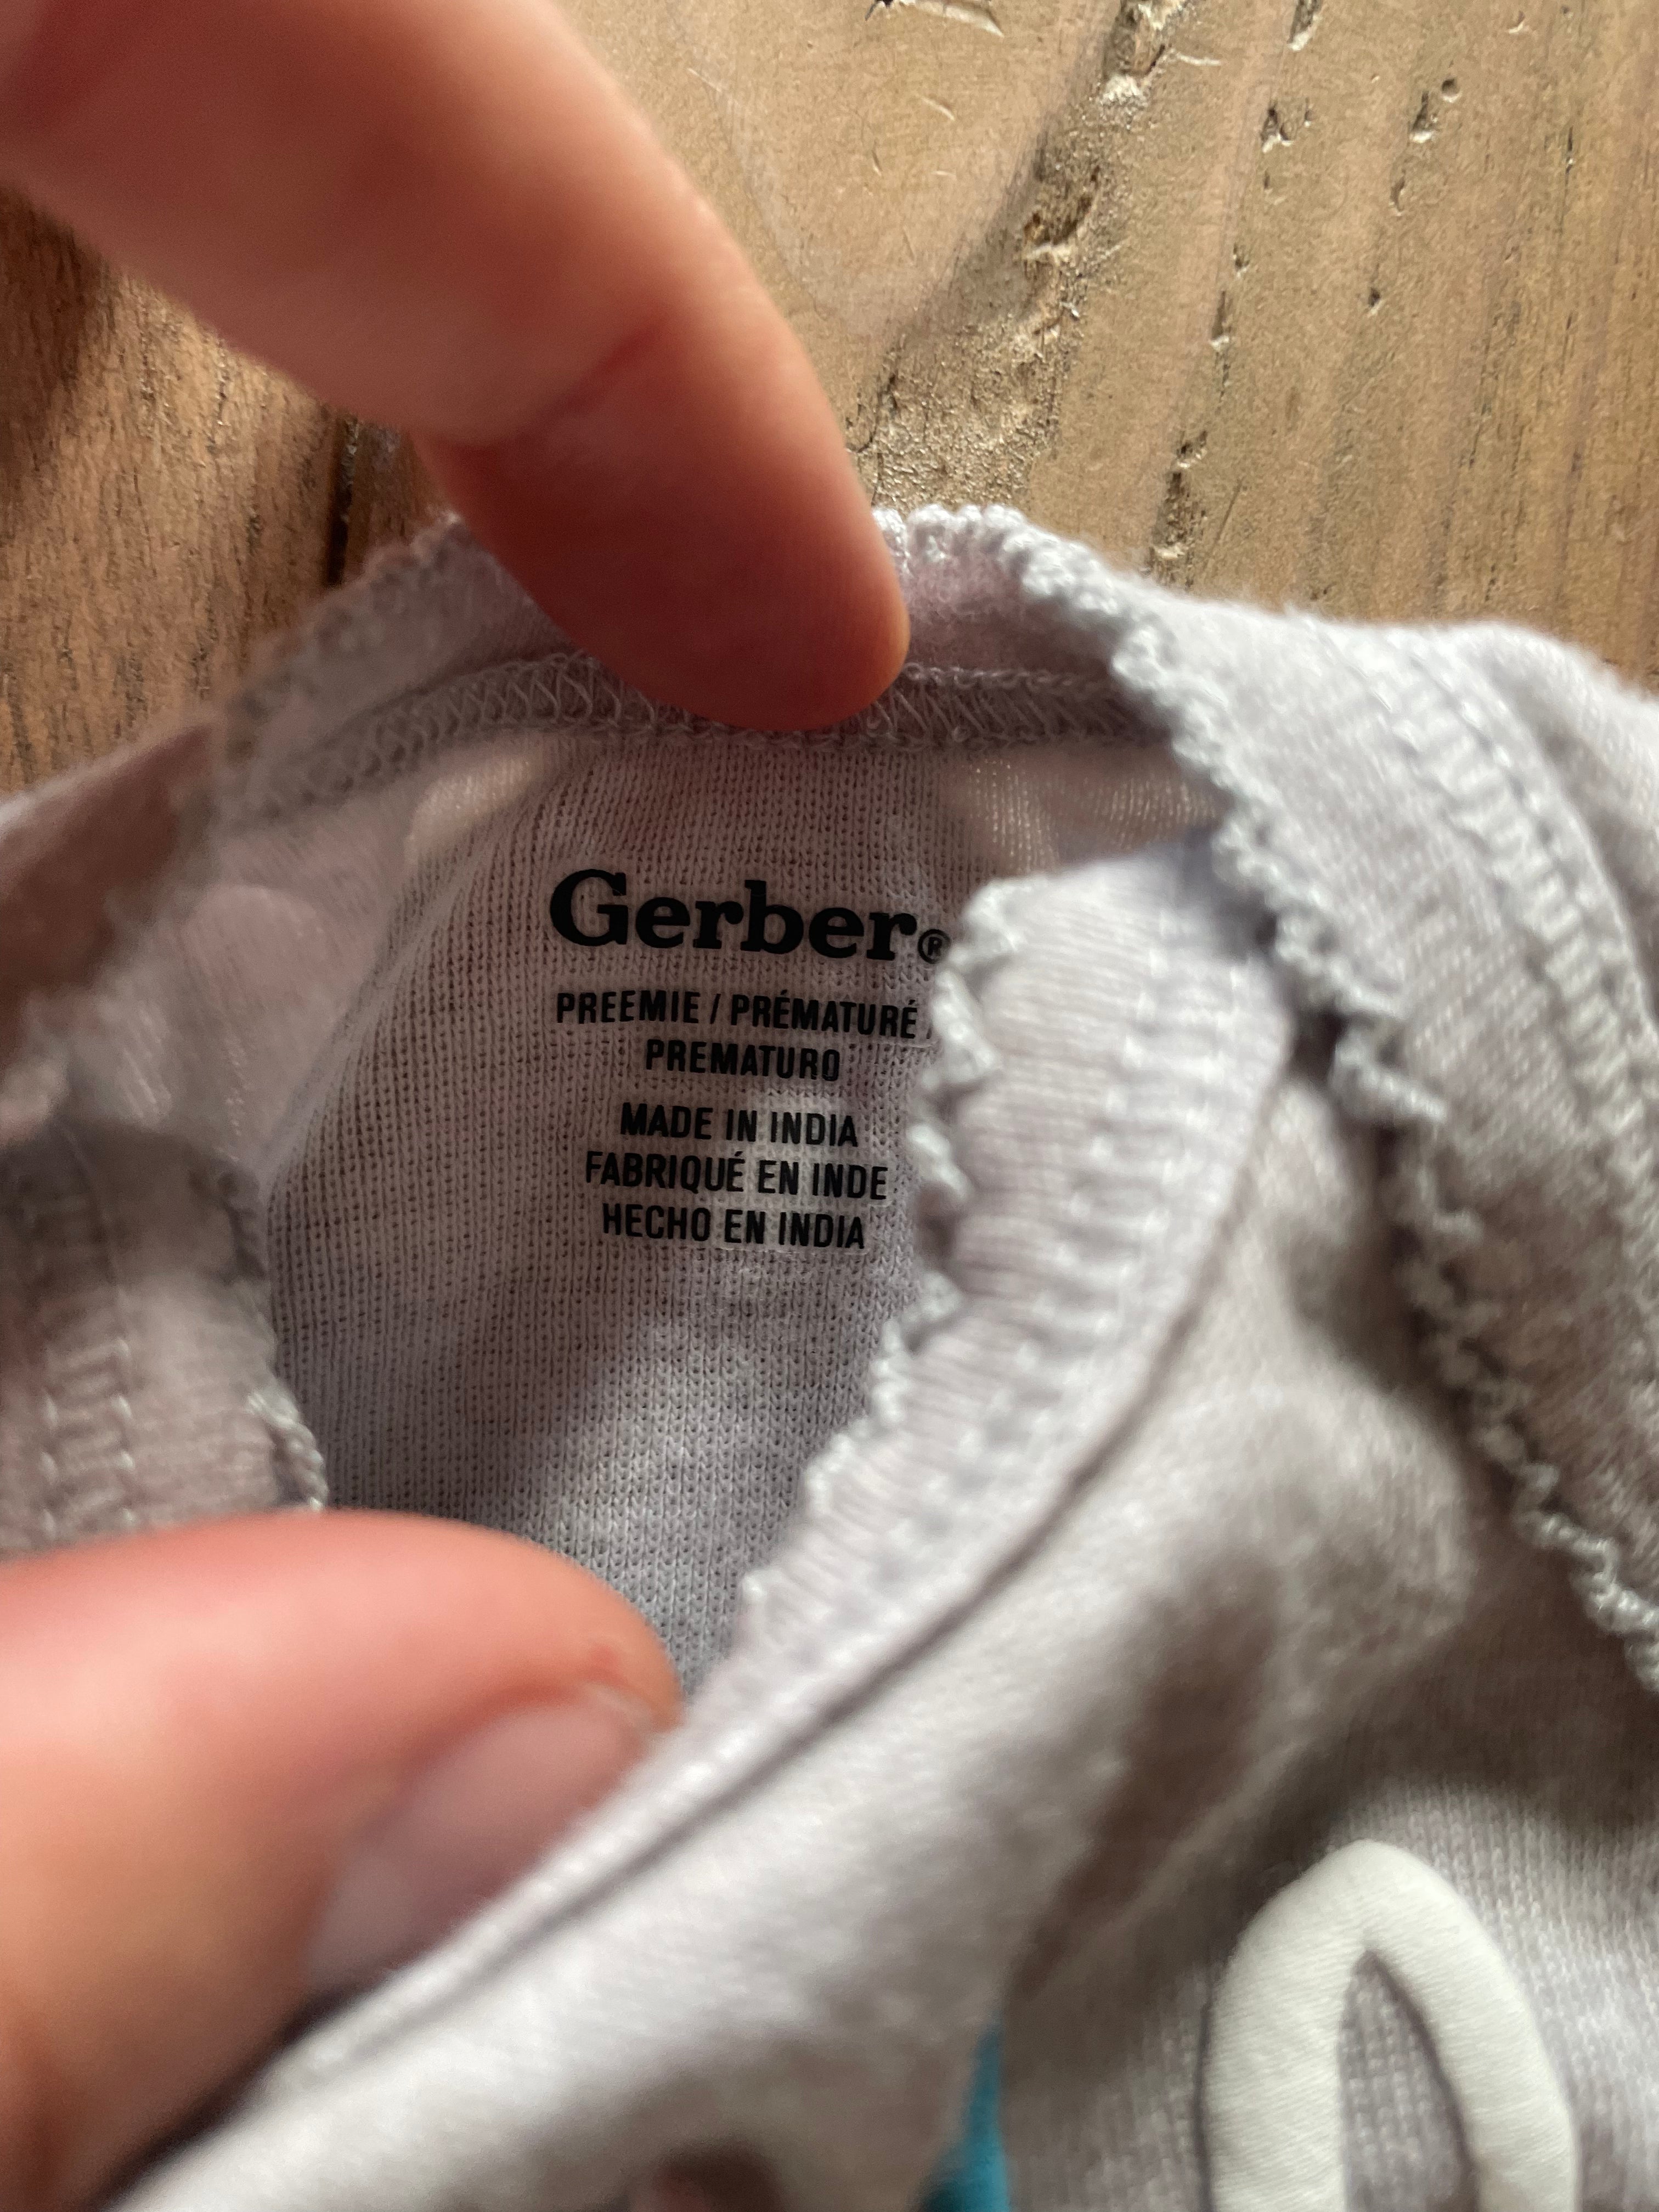 Gerber®
PREEMIE / PRÉMATURÉ /
PREMATURO
MADE IN INDIA
FABRIQUÉ EN INDE
HECHO EN INDIA